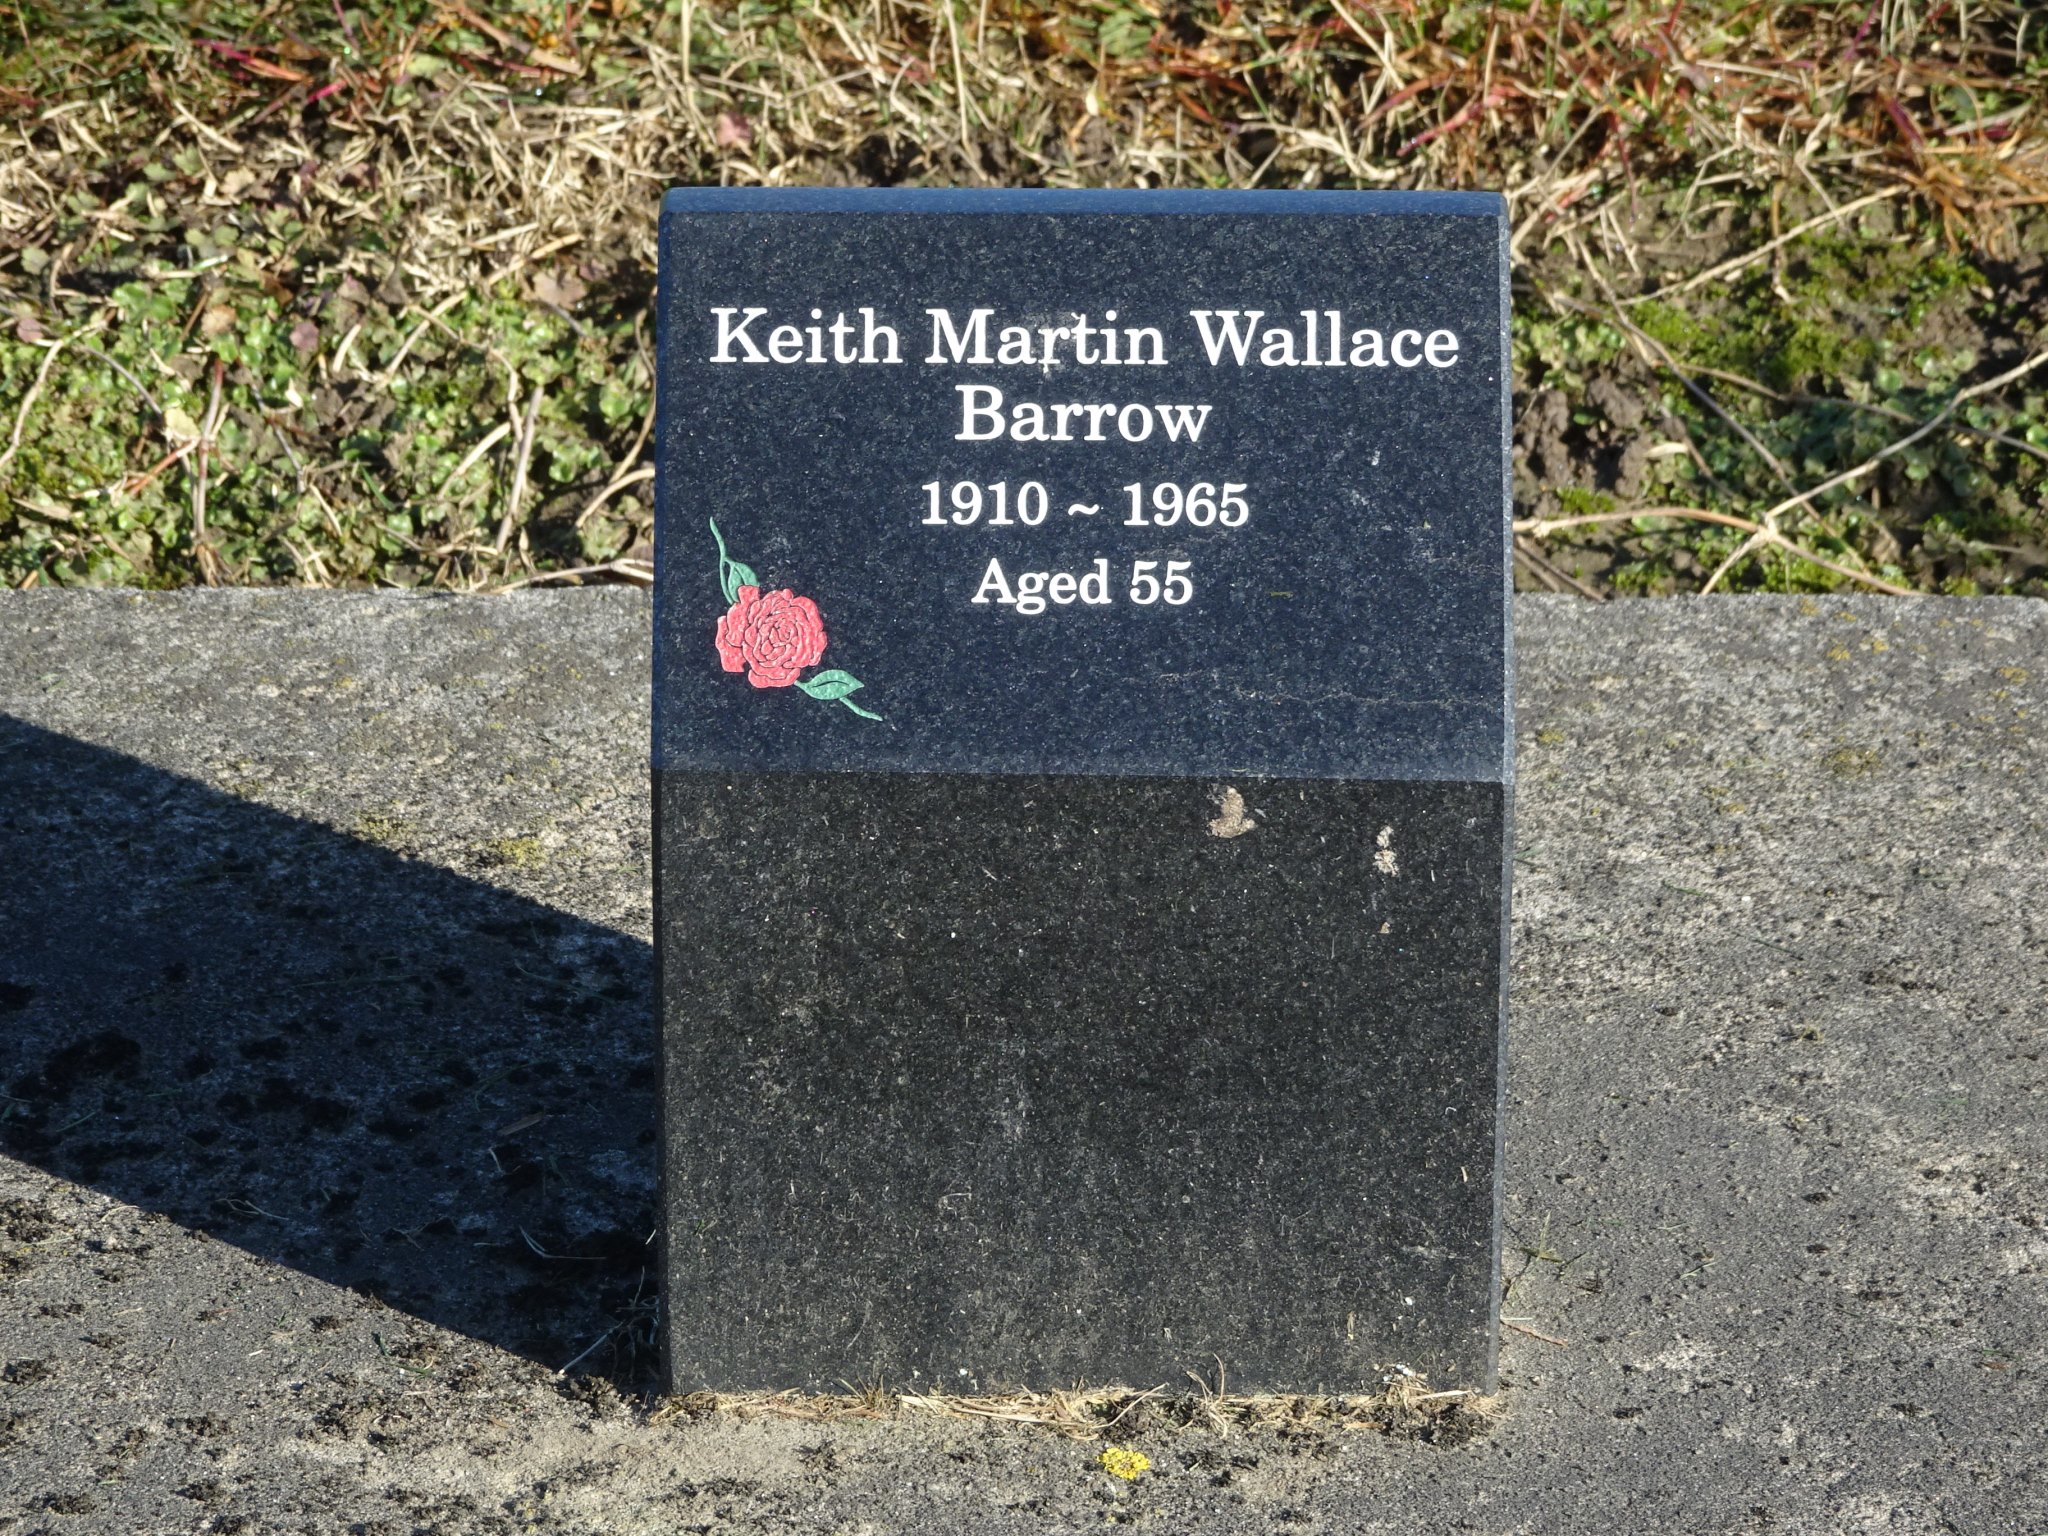 Keith Martin Wallace
Barrow
1910 ~ 1965
Aged 55